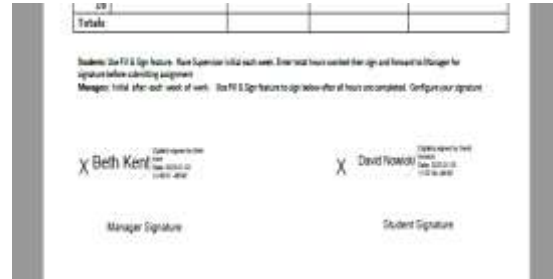 Totals
Students: Use Fill & Sign feature. Have Supervisor initial each week. Enter total hours worked then sign and forward to Manager for
signature before submitting assignment
Manager: Initial after each week of work. Use Fill & Sign feature to sign below after all hours are completed. Configure your signature
X Beth Kent
X David Nowicki
Manager Signature
Student Signature